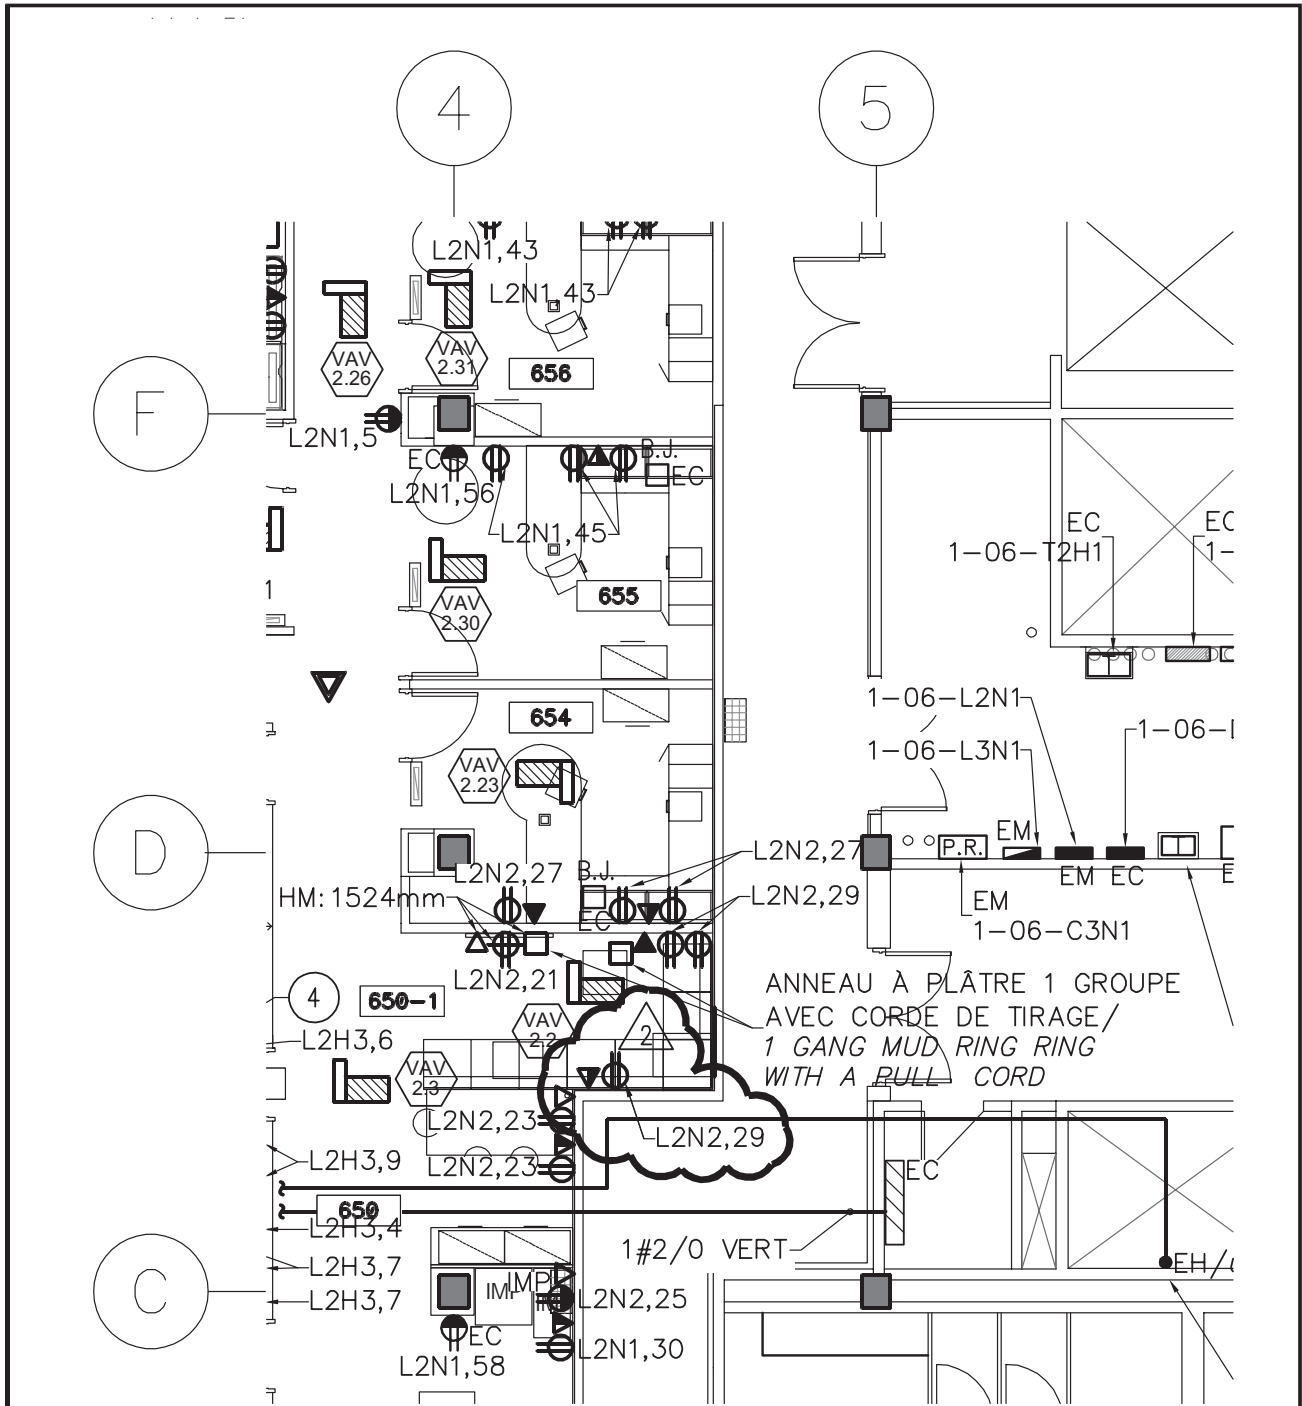 4
5
L2N1,43
L2N1,43
VAV
2.26
VAV
2.31
656
F
L2N1,5
EC
L2N1,56
B.J.
EC
L2N1,45
EC
1-06-T2H1
EC
1-
VAV
2.30
655
654
1-06-L2N1
1-06-L3N1
VAV
2.23
D
EM
P.R.
EM
EC
L2N2,27
B.J.
L2N2,27
HM: 1524mm
EC
L2N2,29
EM
1-06-C3N1
L2N2,21
4
650-1
ANNEAU À PLÂTRE 1 GROUPE
AVEC CORDE DE TIRAGE/
1 GANG MUD RING RING
WITH A PULL CORD
L2H3,6
VAV
2.2
2
VAV
2.3
L2N2,23
L2N2,29
L2H3,9
L2N2,23
EC
650
L2H3,4
1#2/0 VERT
L2H3,7
EH/
C
IMP
L2H3,7
L2N2,25
EC
L2N1,30
L2N1,58